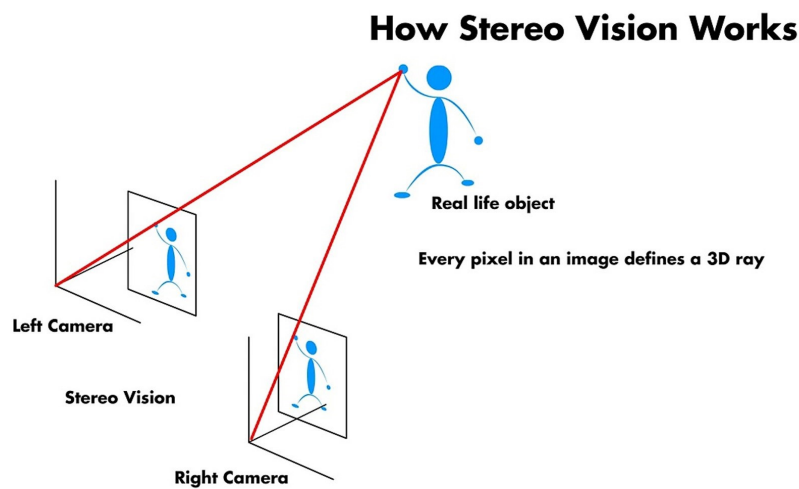 How Stereo Vision Works
Real life object
Every pixel in an image defines a 3D ray
Left Camera
Stereo Vision
Right Camera